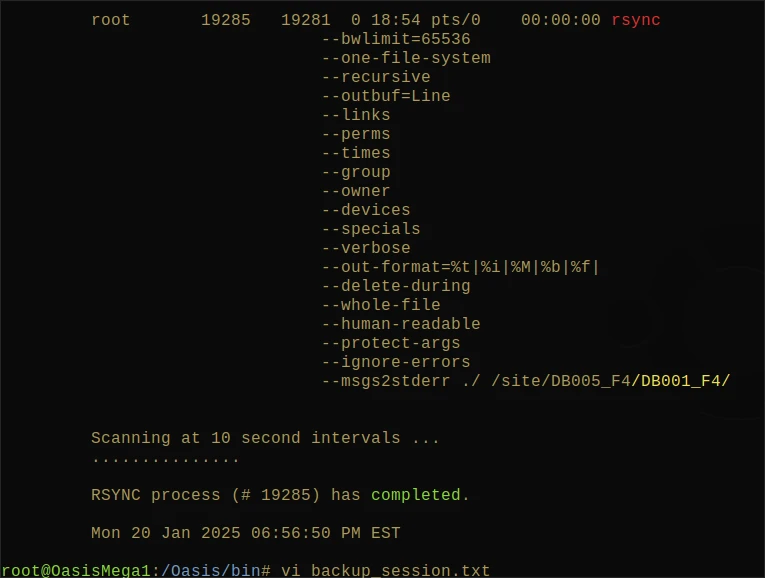 root       19285   19281  0 18:54 pts/0    00:00:00 rsync
--bwlimit=65536
--one-file-system
--recursive
--outbuf=Line
--links
--perms
--times
--group
--owner
--devices
--specials
--verbose
--out-format=%t|%i|%M|%b|%f|
--delete-during
--whole-file
--human-readable
--protect-args
--ignore-errors
--msgs2stderr ./ /site/DB005_F4/DB001_F4/
Scanning at 10 second intervals ...
...............
RSYNC process (# 19285) has completed.
Mon 20 Jan 2025 06:56:50 PM EST
root@OasisMega1:/Oasis/bin# vi backup_session.txt